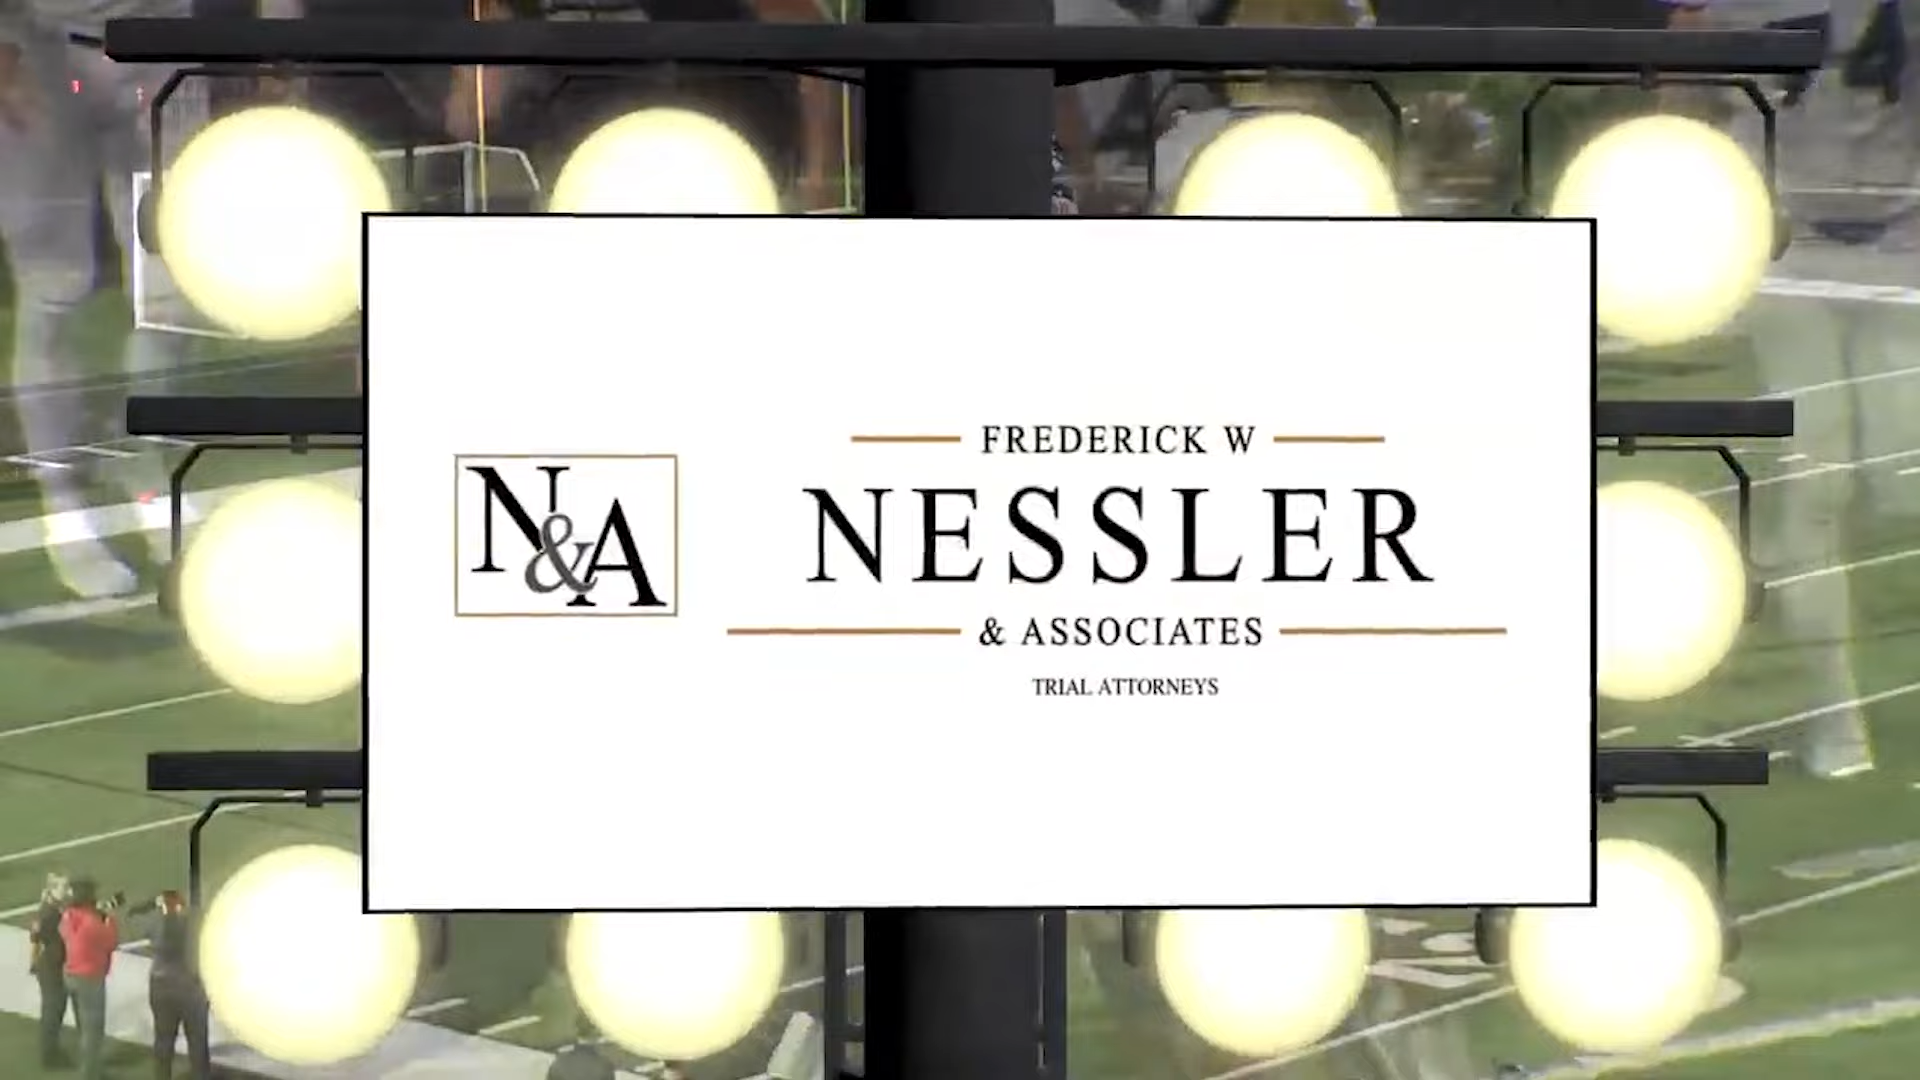 N&A
FREDERICK W
NESSLER
& ASSOCIATES
TRIAL ATTORNEYS